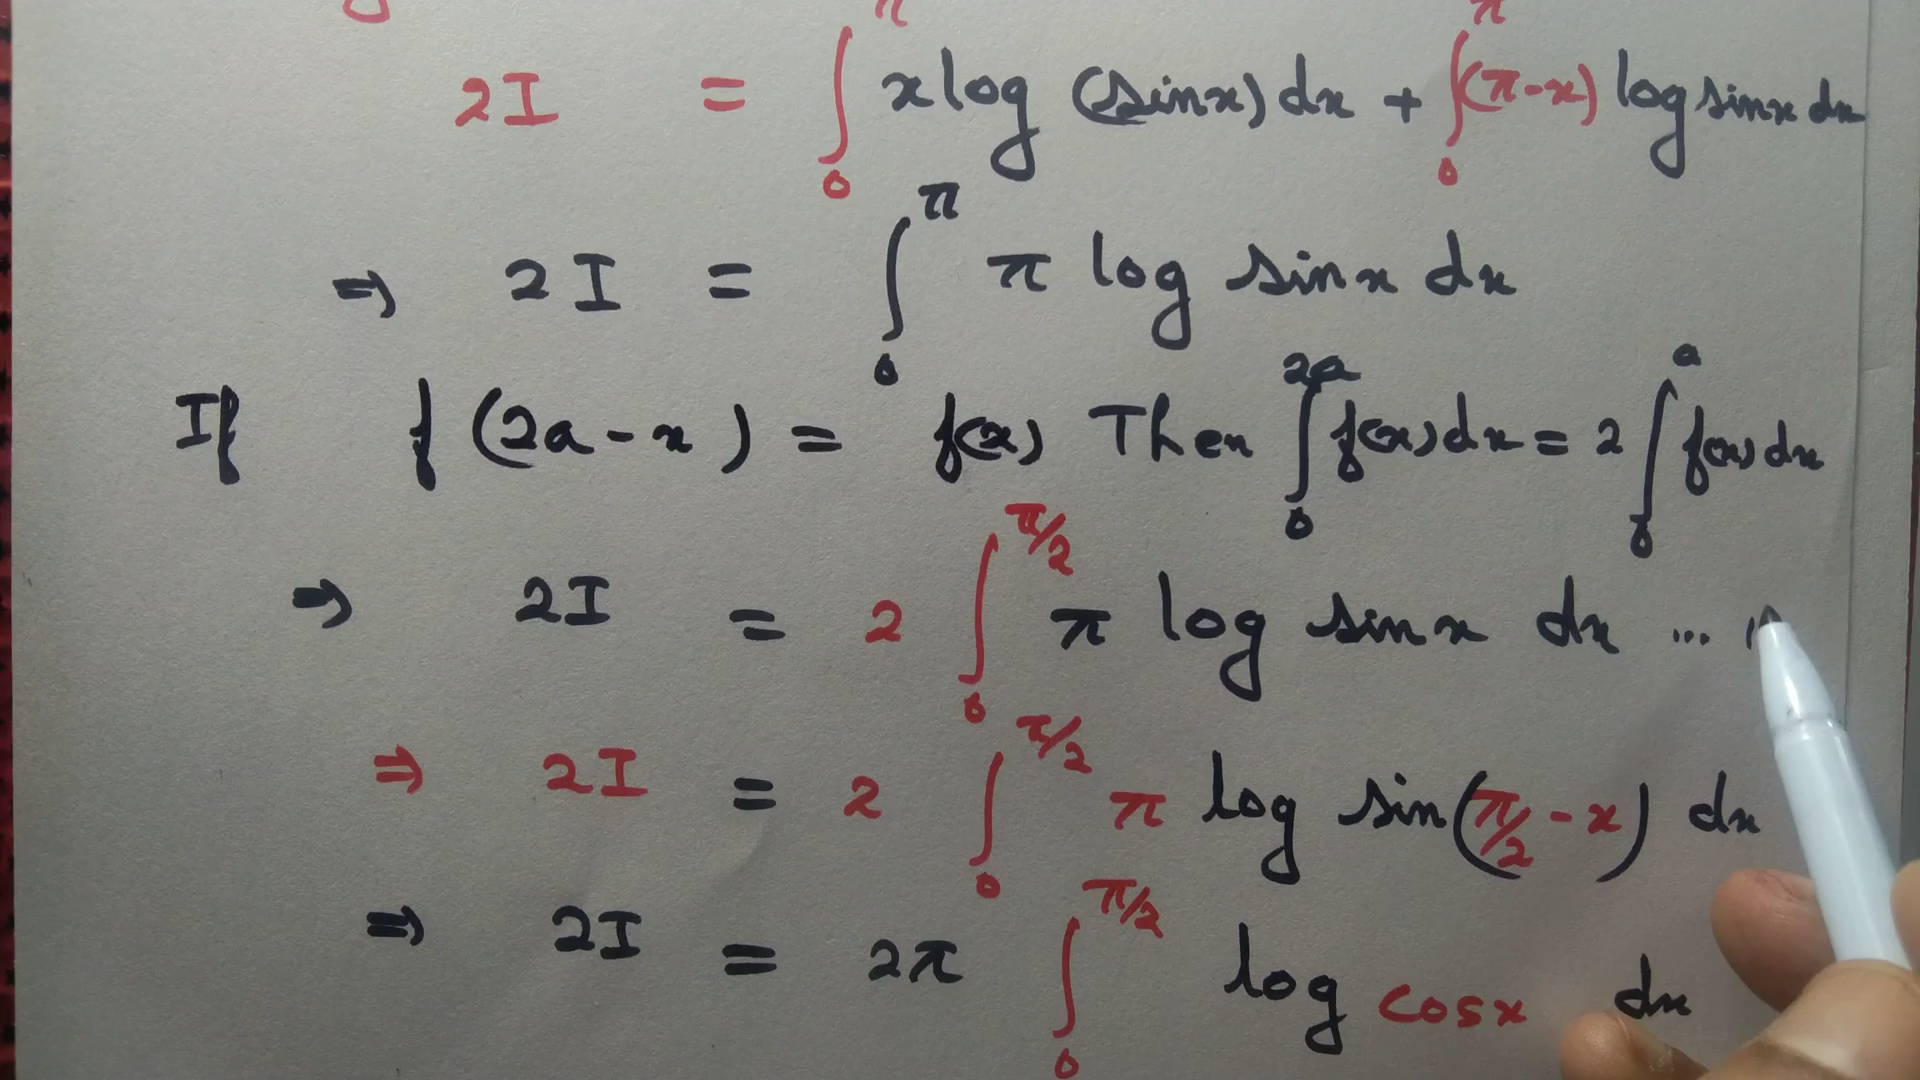 2I = ∫₀^π x log (sinx) dx + ∫₀^π (π-x) log sinx dx
⇒ 2I = ∫₀^π π log sinx dx
If f(2a-x) = f(x) Then ∫₀^2a f(x) dx = 2 ∫₀^a f(x) dx
⇒ 2I = 2 ∫₀^π/2 π log sinx dx ...
⇒ 2I = 2 ∫₀^π/2 π log sin(π/2 - x) dx
⇒ 2I = 2π ∫₀^π/2 log cosx dx